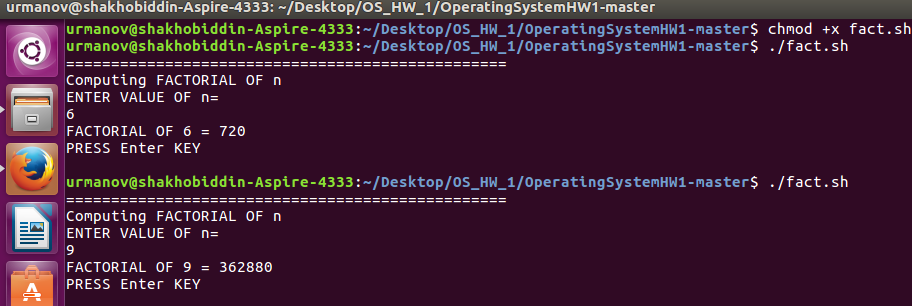 urmanov@shakhobiddin-Aspire-4333: ~/Desktop/OS_HW_1/OperatingSystemHW1-master
urmanov@shakhobiddin-Aspire-4333:~/Desktop/OS_HW_1/OperatingSystemHW1-master$ chmod +x fact.sh
urmanov@shakhobiddin-Aspire-4333:~/Desktop/OS_HW_1/OperatingSystemHW1-master$ ./fact.sh
=================================================
Computing FACTORIAL OF n
ENTER VALUE OF n=
6
FACTORIAL OF 6 = 720
PRESS Enter KEY
urmanov@shakhobiddin-Aspire-4333:~/Desktop/OS_HW_1/OperatingSystemHW1-master$ ./fact.sh
=================================================
Computing FACTORIAL OF n
ENTER VALUE OF n=
9
FACTORIAL OF 9 = 362880
PRESS Enter KEY